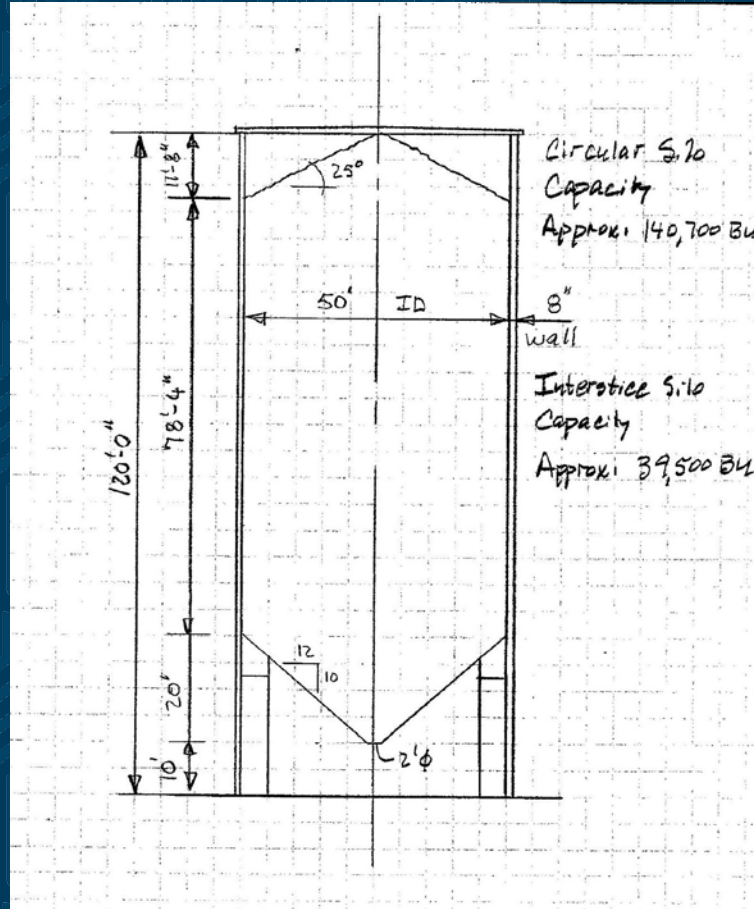 Circular Silo
Capacity
Approx. 140,700 Bu
11'-8"
25°
50' ID
8"
wall
78'-4"
120'-0"
Interstice Silo
Capacity
Approx. 39,500 Bu
12
10
20'
2'φ
10'